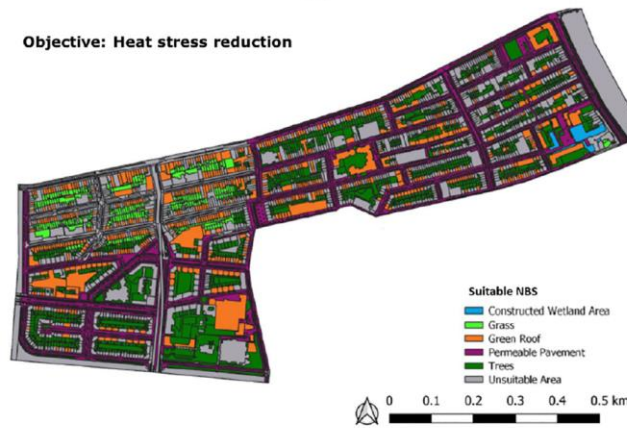 Objective: Heat stress reduction
Suitable NBS
Constructed Wetland Area
Grass
Green Roof
Permeable Pavement
Trees
Unsuitable Area
0 0.1 0.2 0.3 0.4 0.5 km